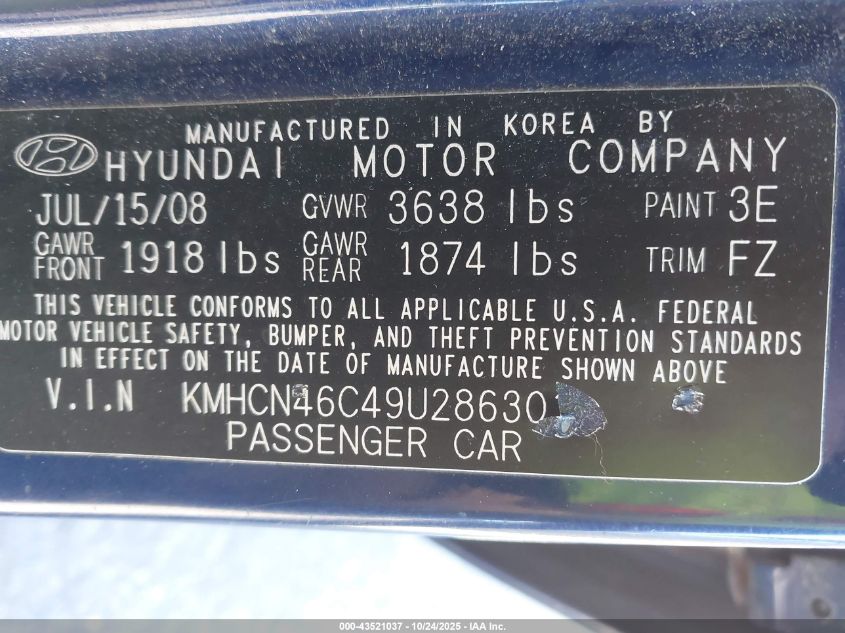 MANUFACTURED IN KOREA BY
HYUNDAI MOTOR COMPANY
JUL/15/08 GVWR 3638 lbs PAINT 3E
GAWR FRONT 1918 lbs GAWR REAR 1874 lbs TRIM FZ
THIS VEHICLE CONFORMS TO ALL APPLICABLE U.S.A. FEDERAL
MOTOR VEHICLE SAFETY, BUMPER, AND THEFT PREVENTION STANDARDS
IN EFFECT ON THE DATE OF MANUFACTURE SHOWN ABOVE
V.I.N KMHCN46C49U28630
PASSENGER CAR
000-43521037 - 10/24/2025 - IAA Inc.